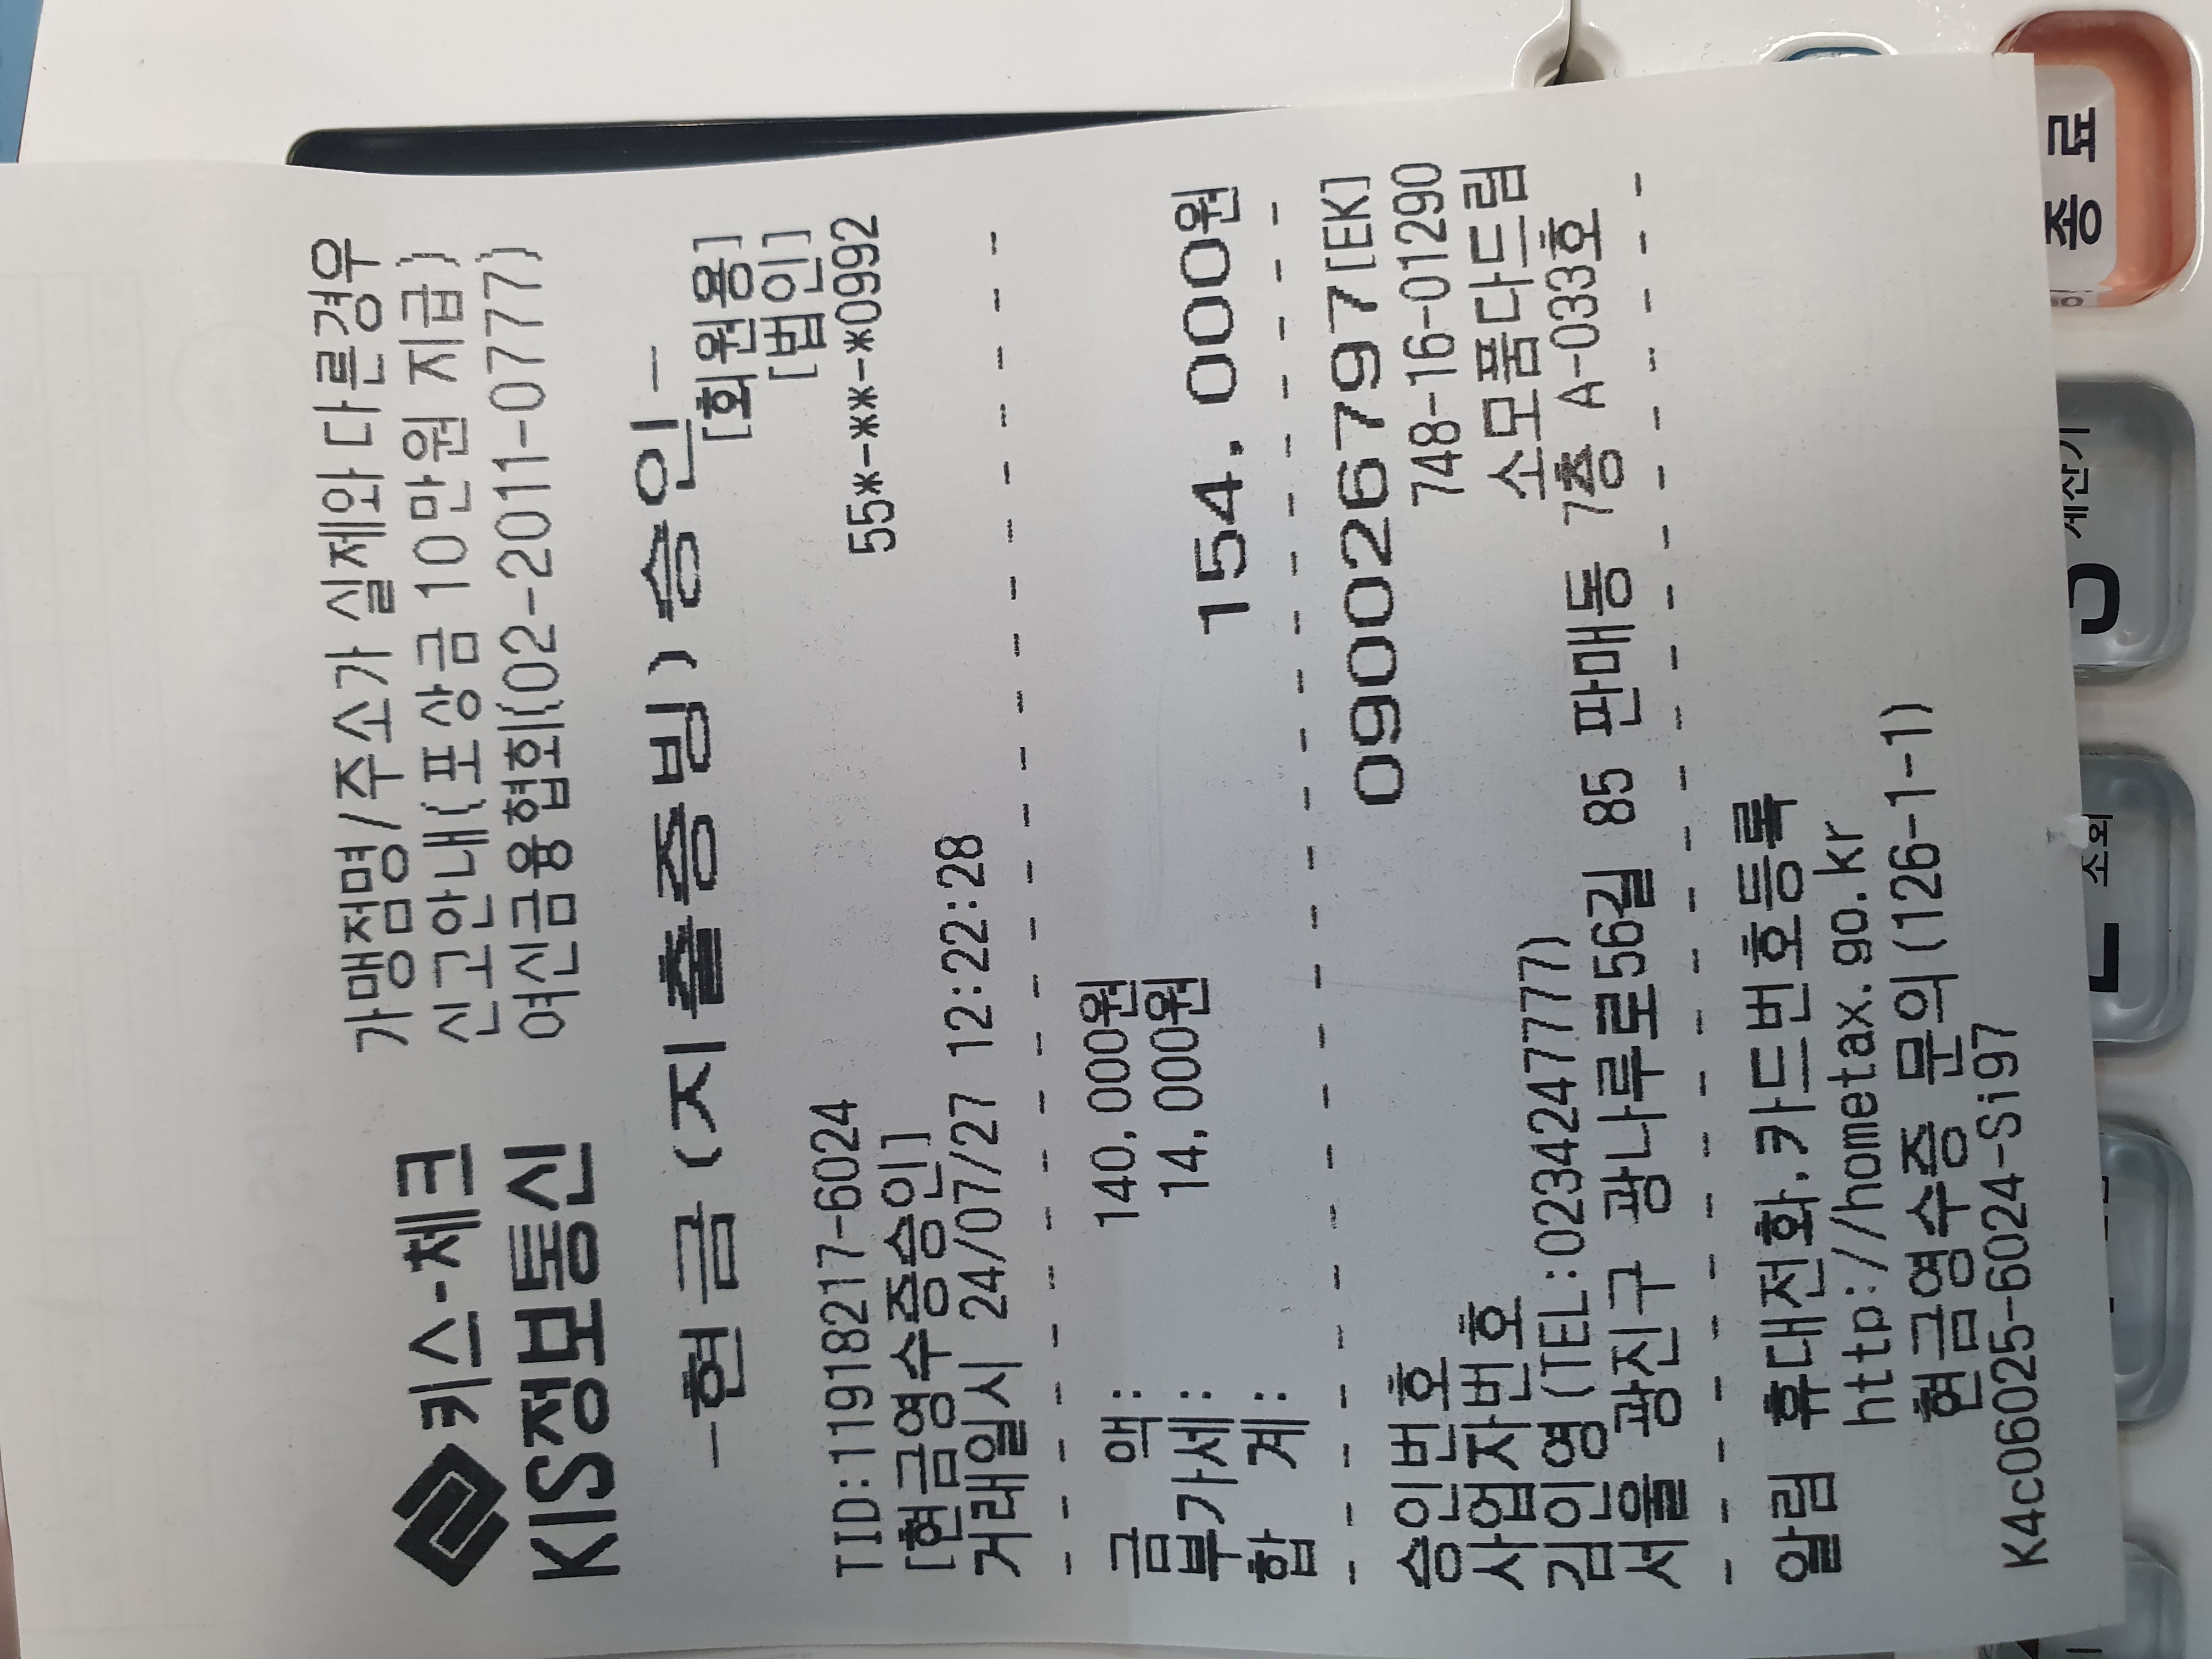 키스-체크
KIS정보통신
가맹점명/주소가 실제와 다른경우
신고안내(포상금 10만원 지급)
여신금융협회(02-2011-0777)
-현금(지출증빙)승인-
[회원용]
[법인]
TID:11918217-6024
55*-**-*0992
[현금영수증승인]
거래일시 24/07/27 12:22:28
금 액: 140,000원
부가세: 14,000원
합 계: 154,000원
승인번호 090026797[EK]
사업자번호 748-16-01290
김인영(TEL:0234247777) 소모품다드림
서울 광진구 광나루로56길 85 판매동 7층 A-033호
알림 휴대전화,카드번호등록
http://hometax.go.kr
현금영수증 문의(126-1-1)
K4c06025-6024-Si97
종료
계산기
조회